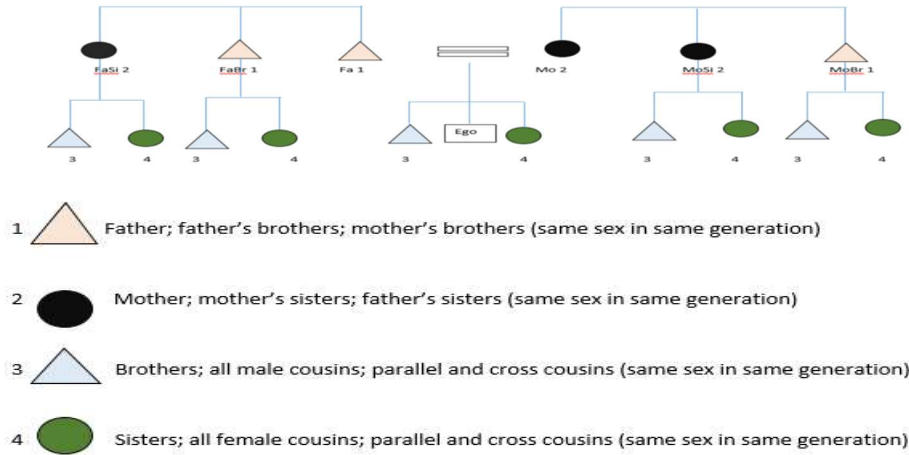 FaSi 2 FaBr 1 Fa 1 Mo 2 MoSi 2 MoBr 1
Ego
3 4 3 4 3 4 3 4 3 4
1 Father; father’s brothers; mother’s brothers (same sex in same generation)
2 Mother; mother’s sisters; father’s sisters (same sex in same generation)
3 Brothers; all male cousins; parallel and cross cousins (same sex in same generation)
4 Sisters; all female cousins; parallel and cross cousins (same sex in same generation)